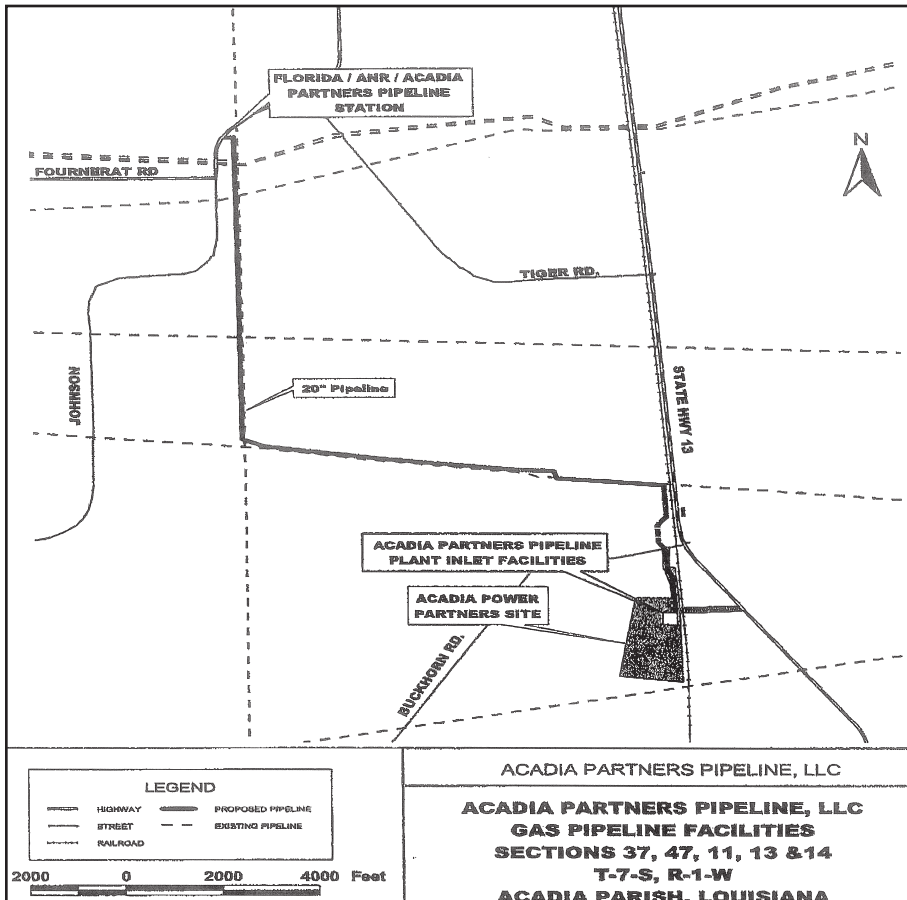 FLORIDA / ANR / ACADIA
PARTNERS PIPELINE
STATION
N
FOURNERAT RD
TIGER RD.
JOHNSON
20" Pipeline
STATE HWY 13
ACADIA PARTNERS PIPELINE
PLANT INLET FACILITIES
ACADIA POWER
PARTNERS SITE
BUCKHORN RD.
LEGEND
HIGHWAY
PROPOSED PIPELINE
STREET
EXISTING PIPELINE
RAILROAD
2000 0 2000 4000 Feet
ACADIA PARTNERS PIPELINE, LLC
ACADIA PARTNERS PIPELINE, LLC
GAS PIPELINE FACILITIES
SECTIONS 37, 47, 11, 13 &14
T-7-S, R-1-W
ACADIA PARISH, LOUISIANA